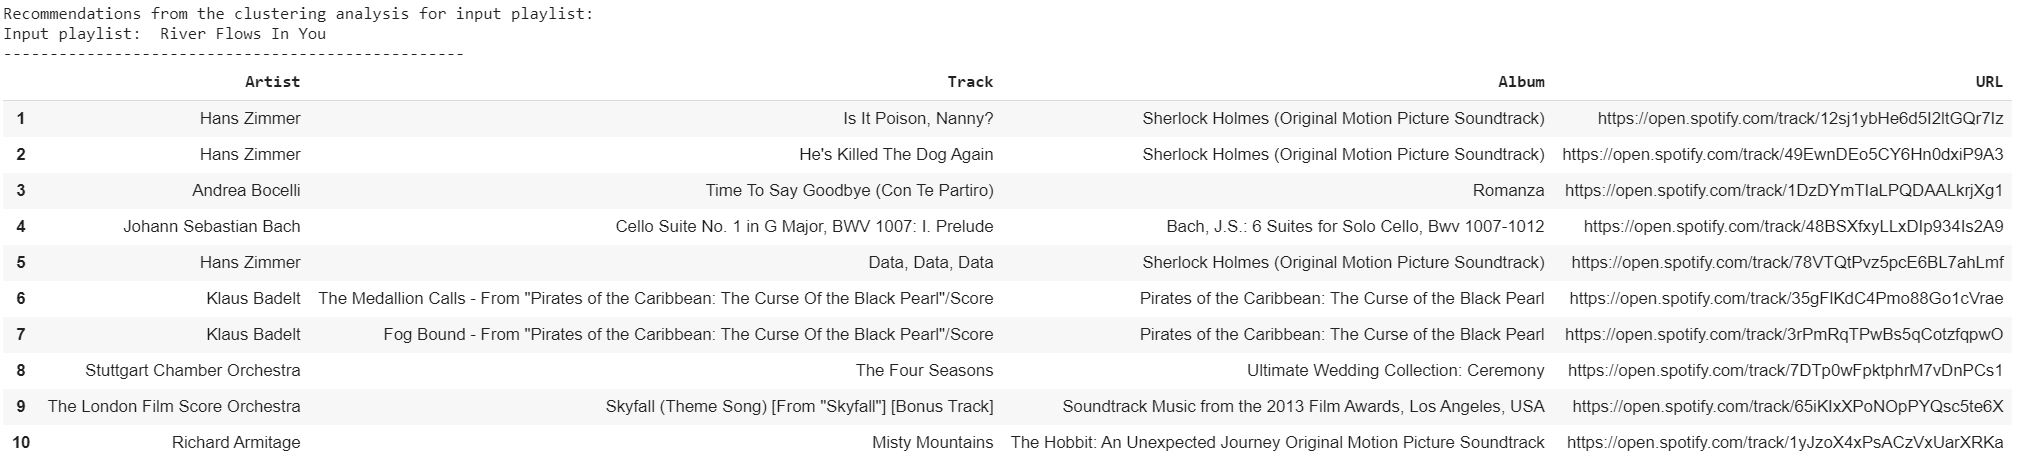 Recommendations from the clustering analysis for input playlist:
Input playlist:  River Flows In You
--------------------------------------------------
Artist Track Album URL
1 Hans Zimmer Is It Poison, Nanny? Sherlock Holmes (Original Motion Picture Soundtrack) https://open.spotify.com/track/12sj1ybHe6d5I2ltGQr7Iz
2 Hans Zimmer He's Killed The Dog Again Sherlock Holmes (Original Motion Picture Soundtrack) https://open.spotify.com/track/49EwnDEo5CY6Hn0dxiP9A3
3 Andrea Bocelli Time To Say Goodbye (Con Te Partiro) Romanza https://open.spotify.com/track/1DzDYmTIaLPQDAALkrjXg1
4 Johann Sebastian Bach Cello Suite No. 1 in G Major, BWV 1007: I. Prelude Bach, J.S.: 6 Suites for Solo Cello, Bwv 1007-1012 https://open.spotify.com/track/48BSXfxyLLxDIp934Is2A9
5 Hans Zimmer Data, Data, Data Sherlock Holmes (Original Motion Picture Soundtrack) https://open.spotify.com/track/78VTQtPvz5pcE6BL7ahLmf
6 Klaus Badelt The Medallion Calls - From "Pirates of the Caribbean: The Curse Of the Black Pearl"/Score Pirates of the Caribbean: The Curse of the Black Pearl https://open.spotify.com/track/35gFlKdC4Pmo88Go1cVrae
7 Klaus Badelt Fog Bound - From "Pirates of the Caribbean: The Curse Of the Black Pearl"/Score Pirates of the Caribbean: The Curse of the Black Pearl https://open.spotify.com/track/3rPmRqTPwBs5qCotzfqpwO
8 Stuttgart Chamber Orchestra The Four Seasons Ultimate Wedding Collection: Ceremony https://open.spotify.com/track/7DTp0wFpktphrM7vDnPCs1
9 The London Film Score Orchestra Skyfall (Theme Song) [From "Skyfall"] [Bonus Track] Soundtrack Music from the 2013 Film Awards, Los Angeles, USA https://open.spotify.com/track/65iKIxXPoNOpPYQsc5te6X
10 Richard Armitage Misty Mountains The Hobbit: An Unexpected Journey Original Motion Picture Soundtrack https://open.spotify.com/track/1yJzoX4xPsACzVxUarXRKa